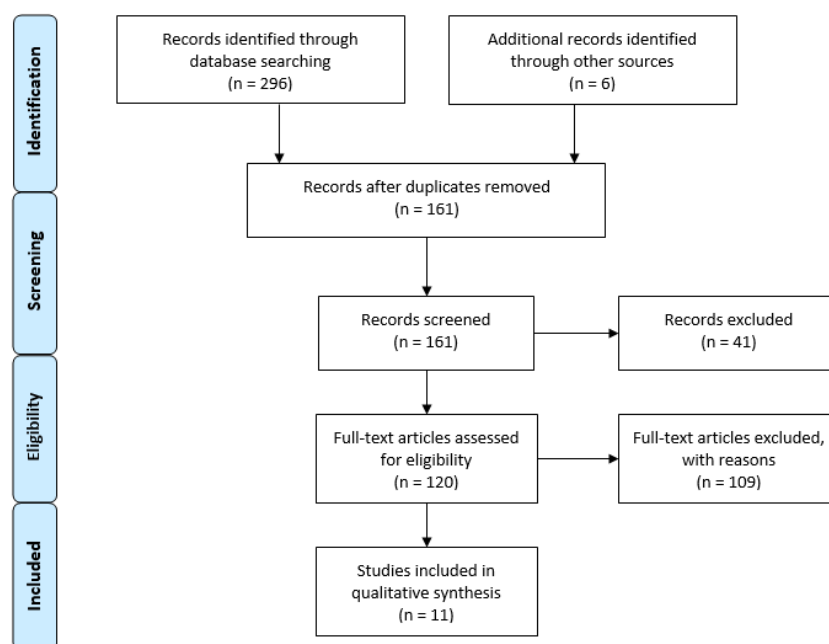 Identification
Records identified through
database searching
(n = 296)
Additional records identified
through other sources
(n = 6)
Records after duplicates removed
(n = 161)
Screening
Records screened
(n = 161)
Records excluded
(n = 41)
Eligibility
Full-text articles assessed
for eligibility
(n = 120)
Full-text articles excluded,
with reasons
(n = 109)
Included
Studies included in
qualitative synthesis
(n = 11)